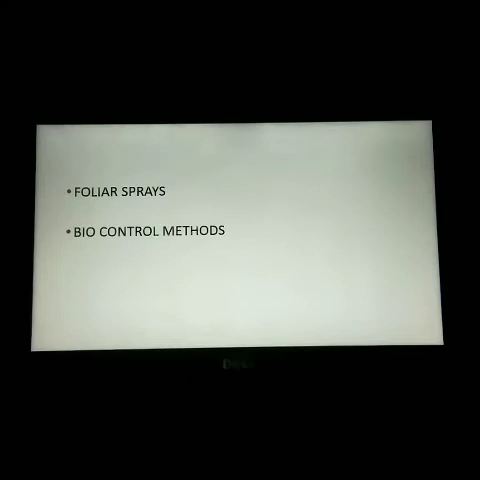 • FOLIAR SPRAYS
• BIO CONTROL METHODS